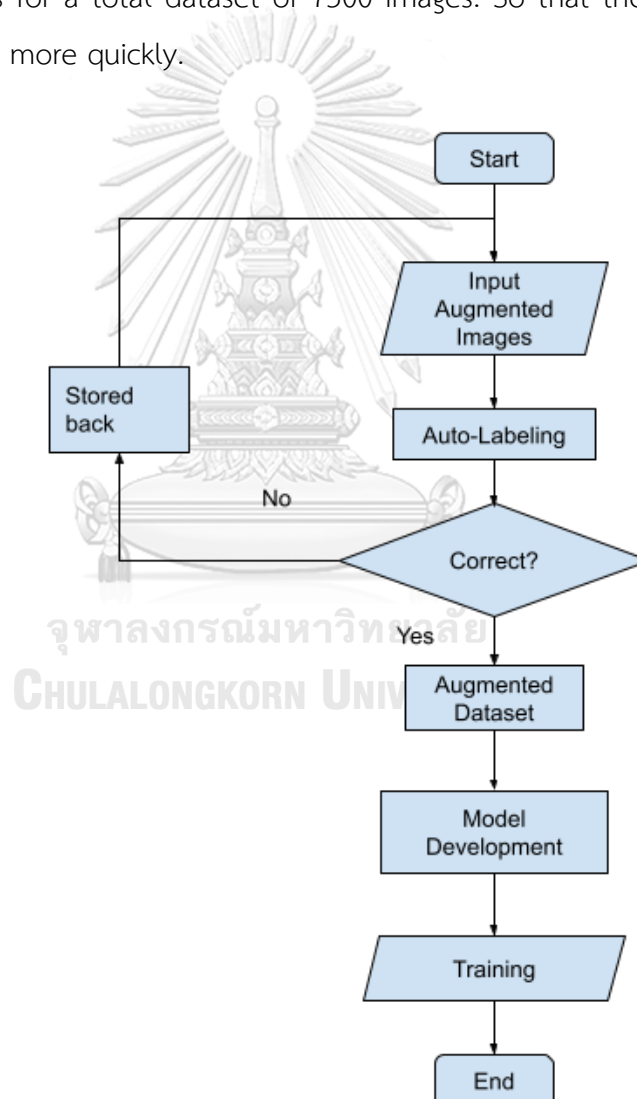 s for a total dataset of 7500 images. So that the
more quickly.
Start
Input
Augmented
Images
Stored
back
Auto-Labeling
No
Correct?
จุฬาลงกรณ์มหาวิทยาลัย
Yes
CHULALONGKORN UNIV
Augmented
Dataset
Model
Development
Training
End